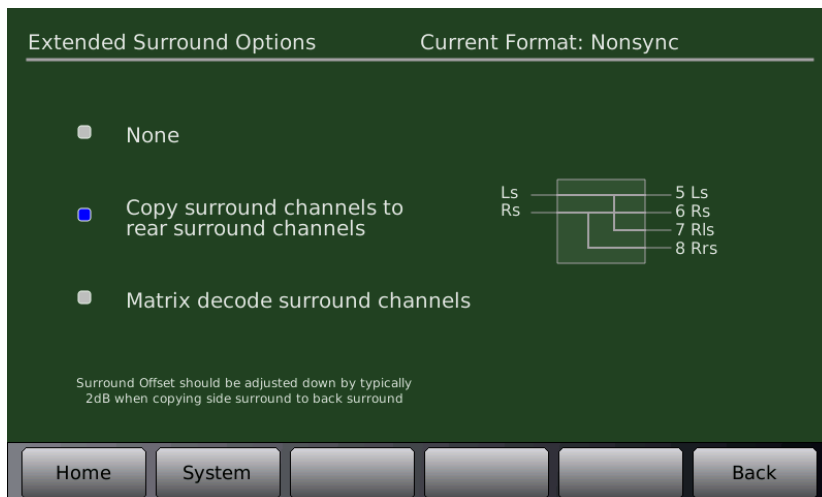 Extended Surround Options
Current Format: Nonsync
None
Copy surround channels to
rear surround channels
Ls
Rs
5 Ls
6 Rs
7 Rls
8 Rrs
Matrix decode surround channels
Surround Offset should be adjusted down by typically
2dB when copying side surround to back surround
Home
System
Back